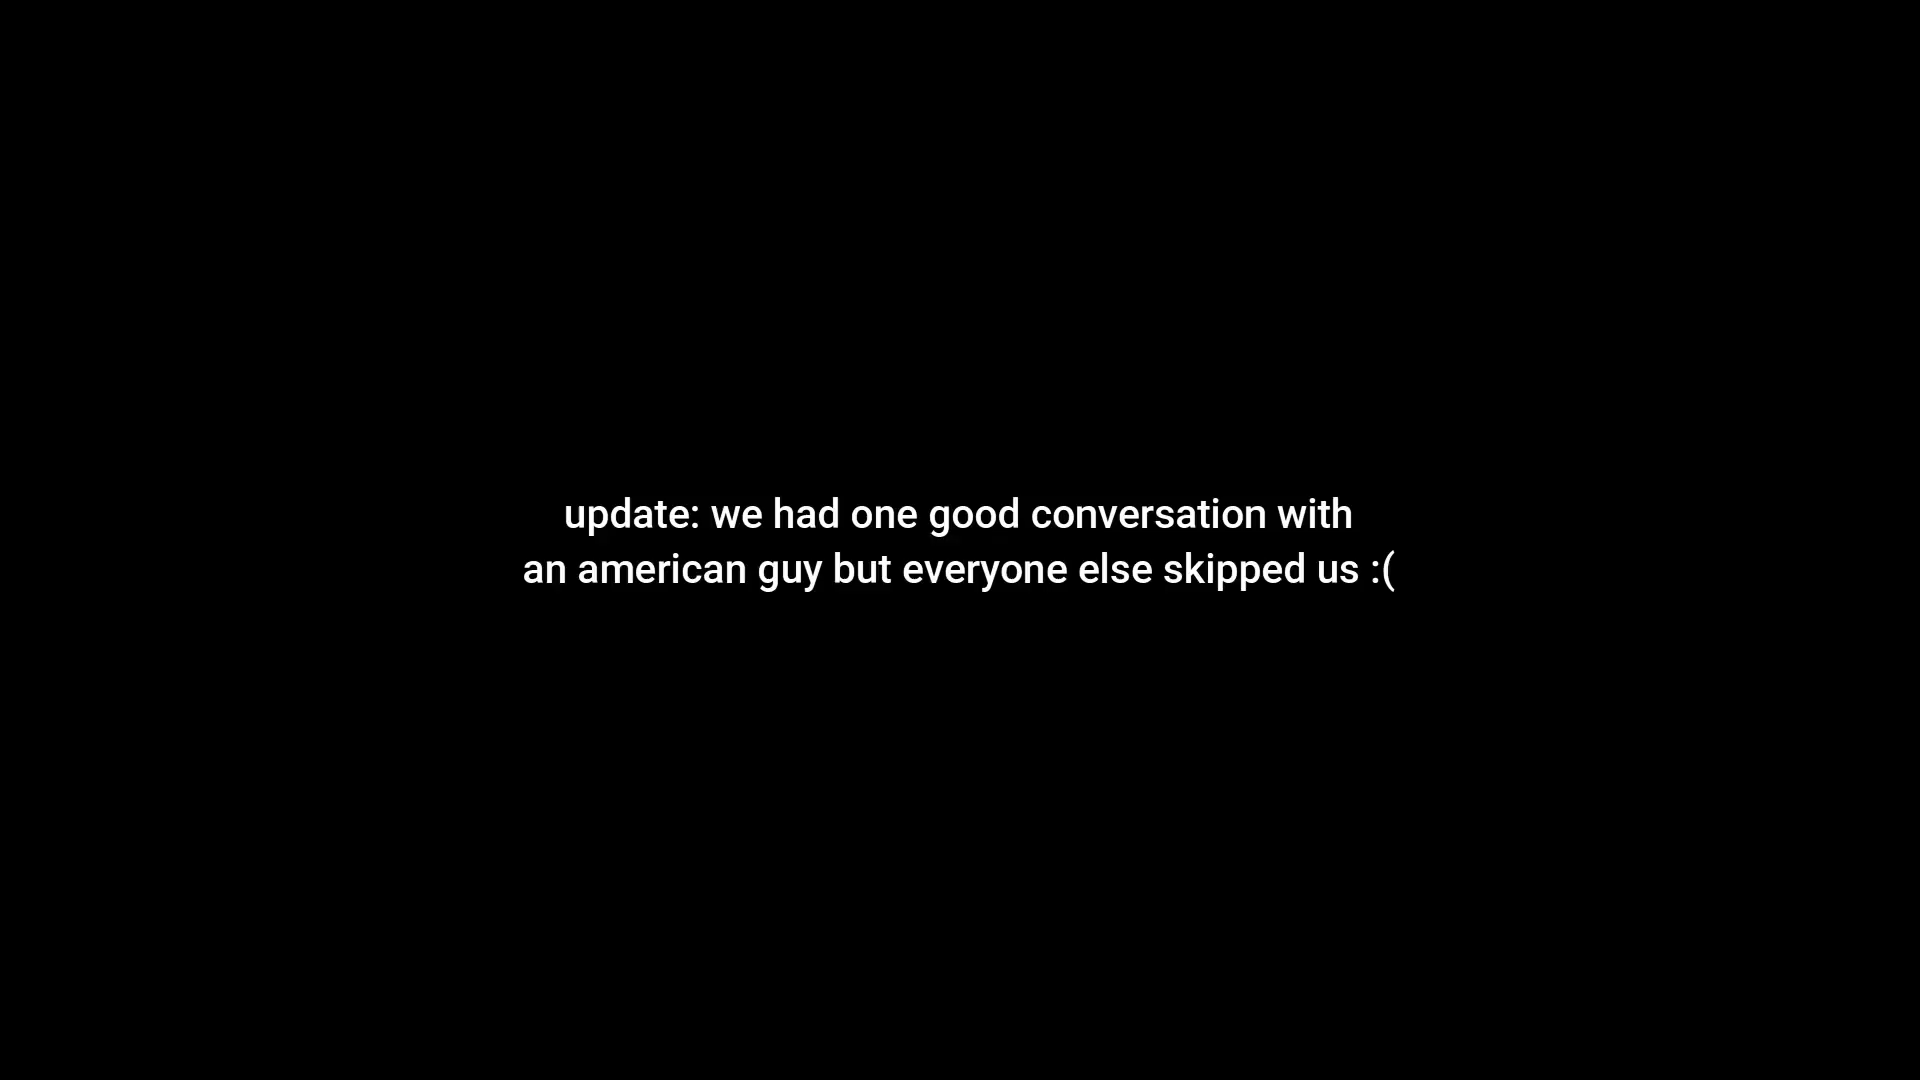 update: we had one good conversation with
an american guy but everyone else skipped us :(